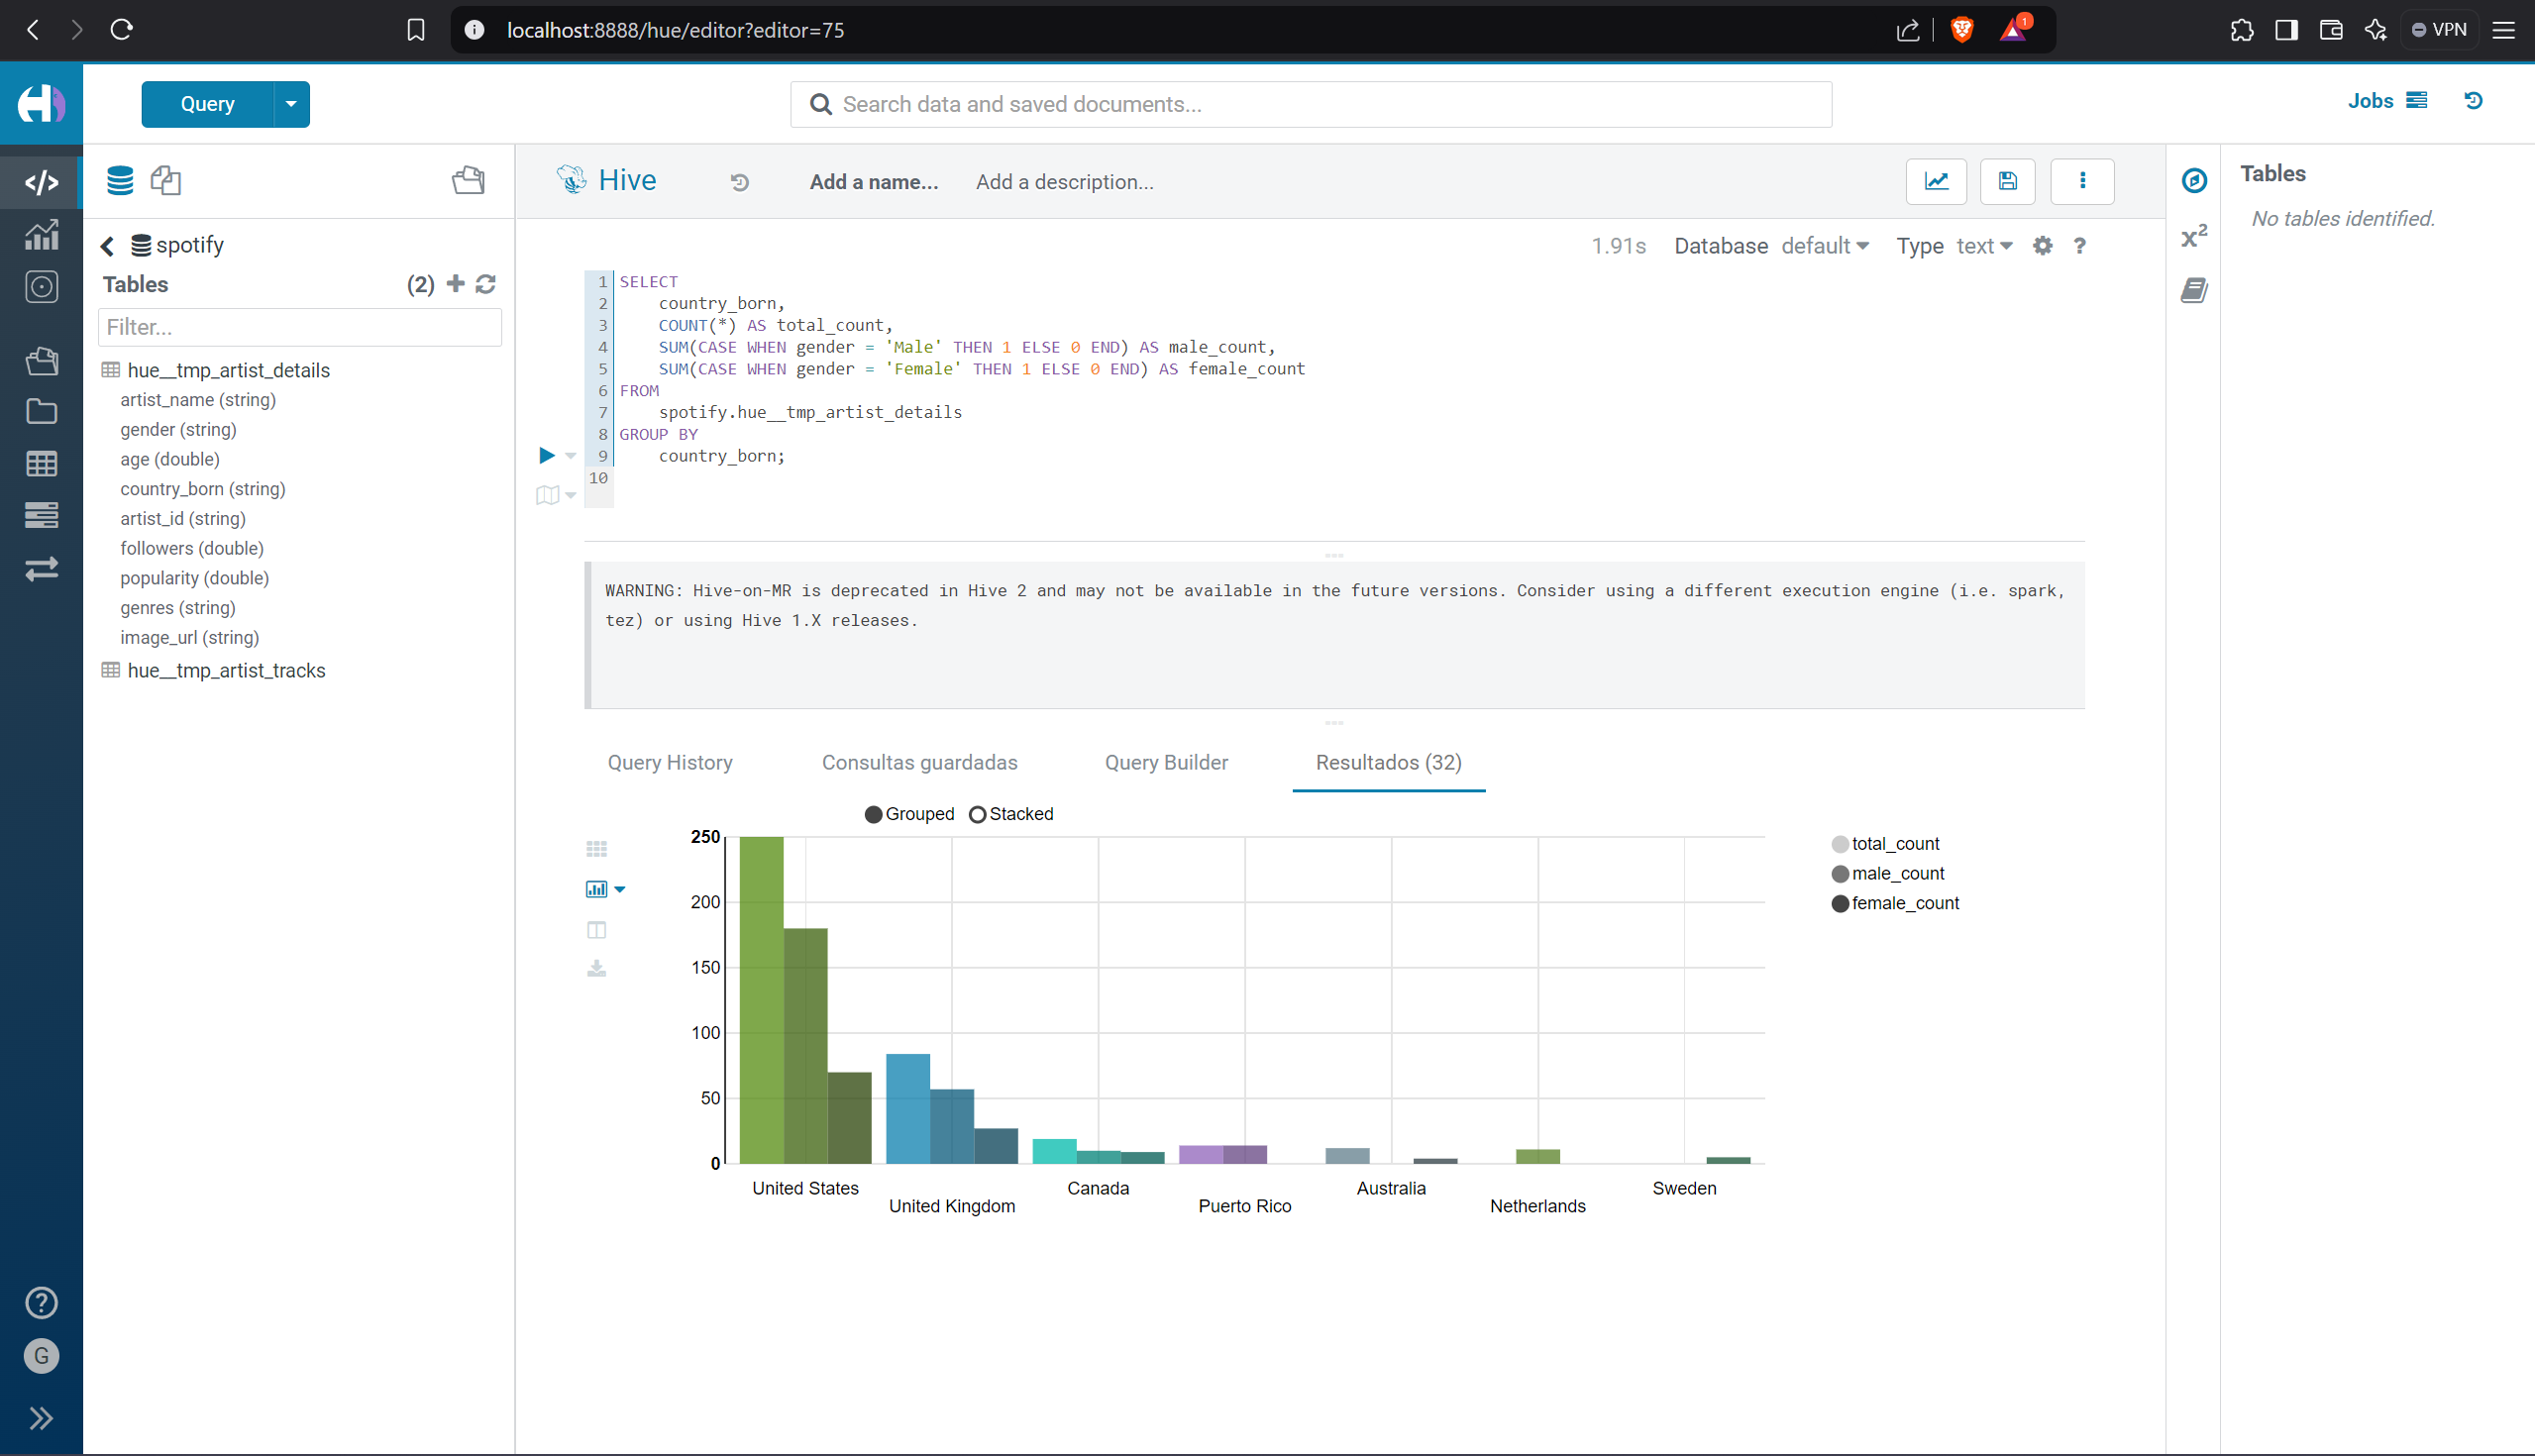 localhost:8888/hue/editor?editor=75
1
VPN
Query
Search data and saved documents...
Jobs
Hive
Add a name...
Add a description...
Tables
No tables identified.
x2
spotify
Tables
(2)
Filter...
hue__tmp_artist_details
artist_name (string)
gender (string)
age (double)
country_born (string)
artist_id (string)
followers (double)
popularity (double)
genres (string)
image_url (string)
hue__tmp_artist_tracks
?
G
1.91s Database default Type text ?
1 SELECT
2 country_born,
3 COUNT(*) AS total_count,
4 SUM(CASE WHEN gender = 'Male' THEN 1 ELSE 0 END) AS male_count,
5 SUM(CASE WHEN gender = 'Female' THEN 1 ELSE 0 END) AS female_count
6 FROM
7 spotify.hue__tmp_artist_details
8 GROUP BY
9 country_born;
10
WARNING: Hive-on-MR is deprecated in Hive 2 and may not be available in the future versions. Consider using a different execution engine (i.e. spark,
tez) or using Hive 1.X releases.
Query History Consultas guardadas Query Builder Resultados (32)
Grouped Stacked
250
200
150
100
50
0
United States
United Kingdom
Canada
Puerto Rico
Australia
Netherlands
Sweden
total_count
male_count
female_count